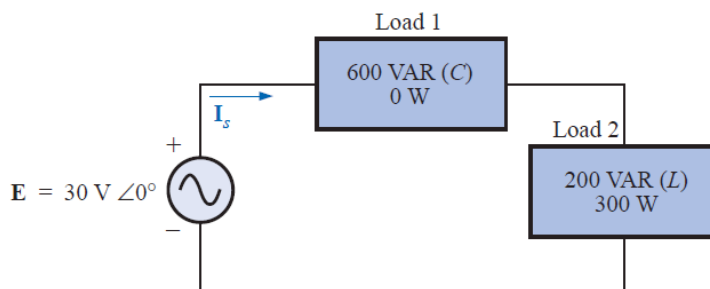 Load 1
600 VAR (C)
0 W
I_s
Load 2
+
E = 30 V ∠0°
–
200 VAR (L)
300 W